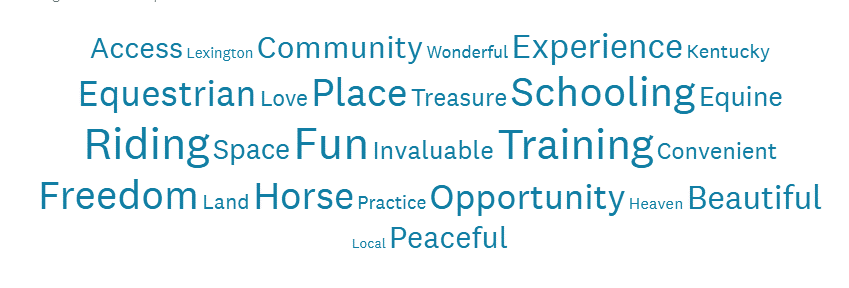 Access Lexington Community Wonderful Experience Kentucky
Equestrian Love Place Treasure Schooling Equine
Riding Space Fun Invaluable Training Convenient
Freedom Land Horse Practice Opportunity Heaven Beautiful
Local Peaceful